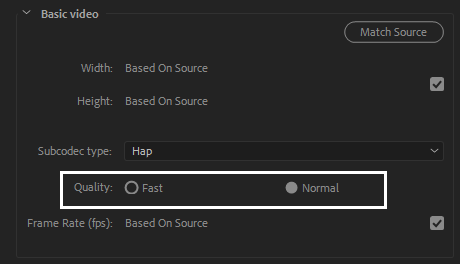 Basic video
Match Source
Width: Based On Source
Height: Based On Source
Subcodec type: Hap
Quality: Fast Normal
Frame Rate (fps): Based On Source